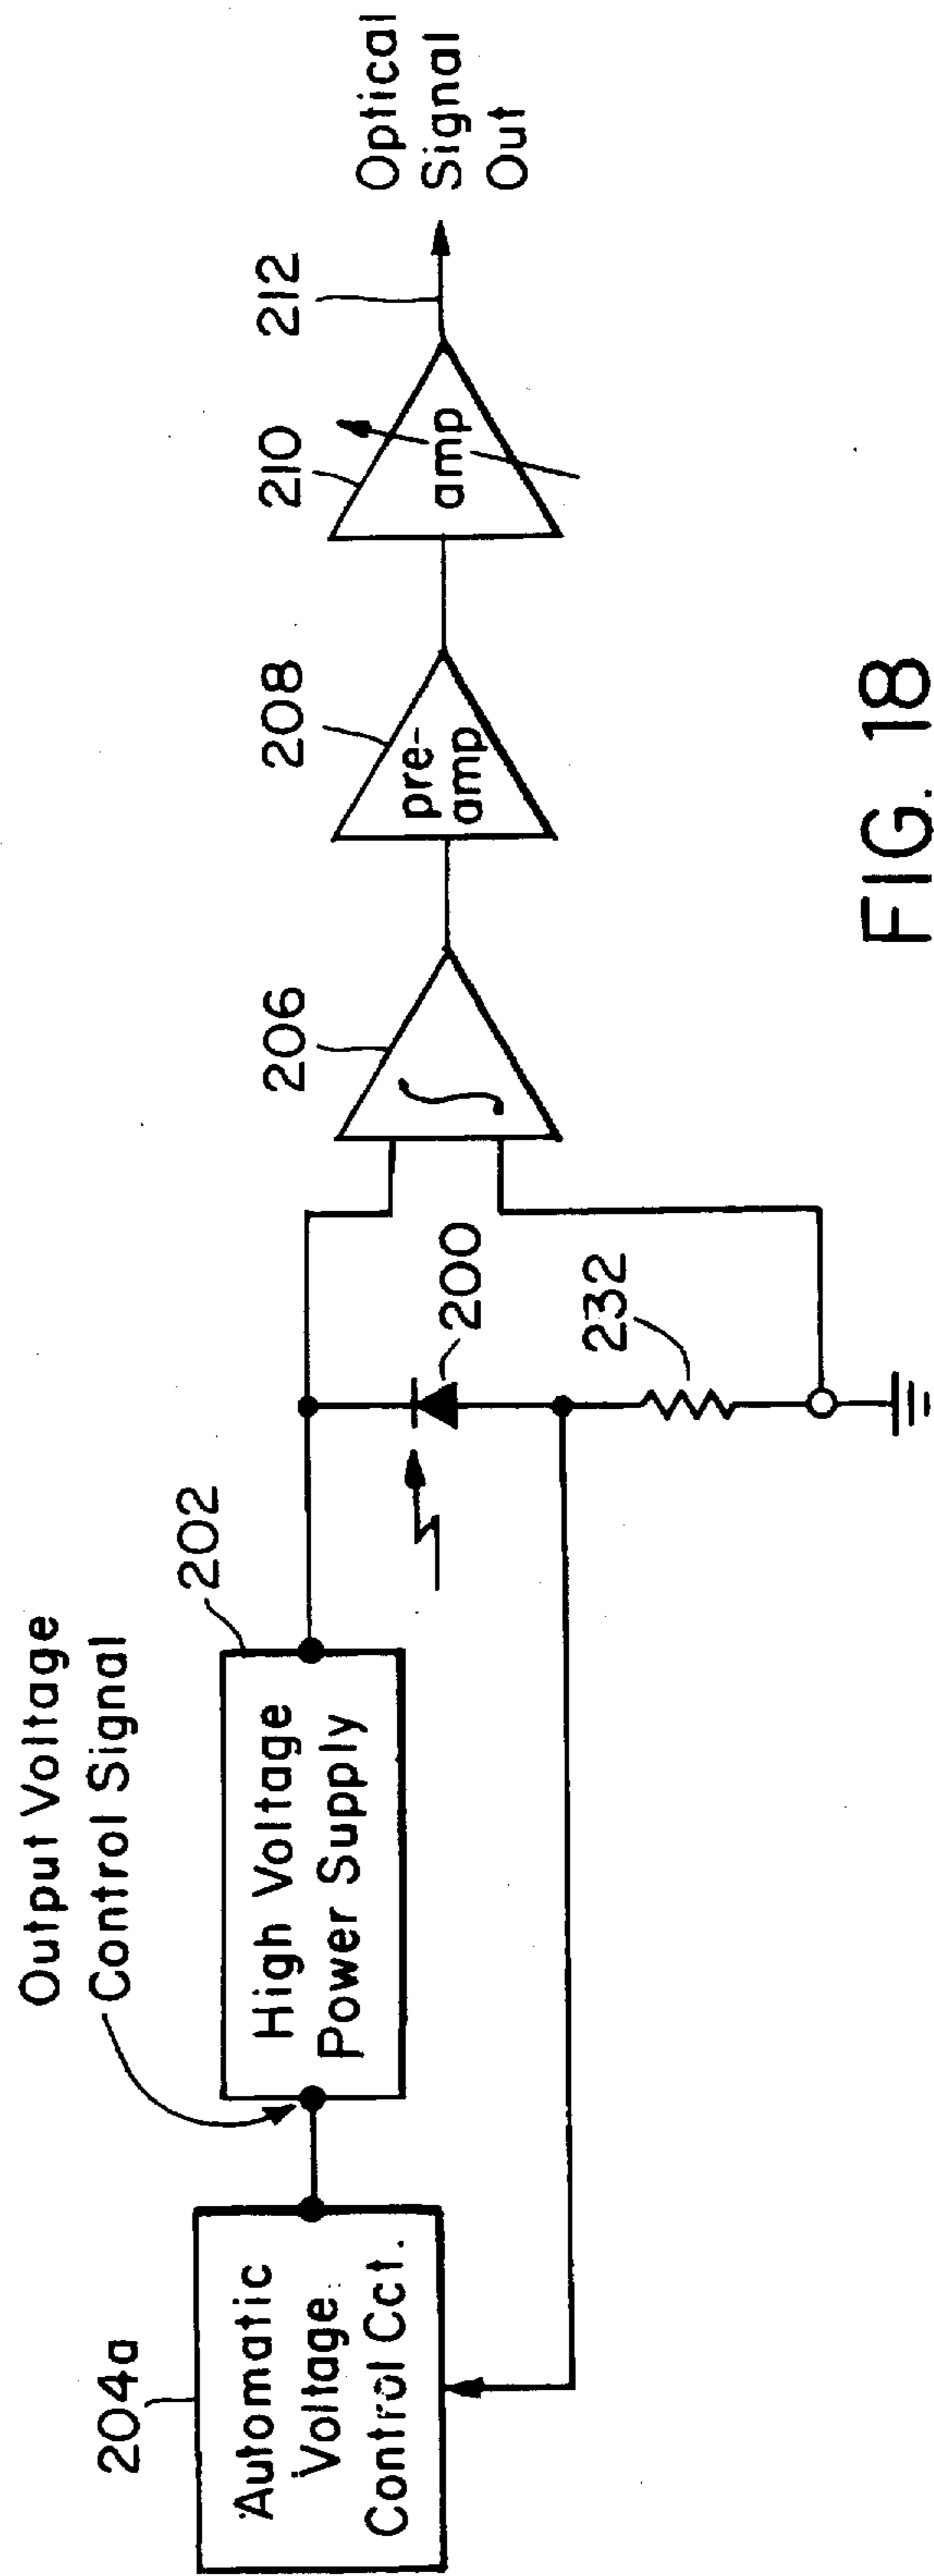 Output Voltage
Control Signal
204a
Automatic
Voltage
Control Cct.
High Voltage
Power Supply
202
200
232
206
208
pre-
amp
210
amp
212
Optical
Signal
Out
FIG. 18